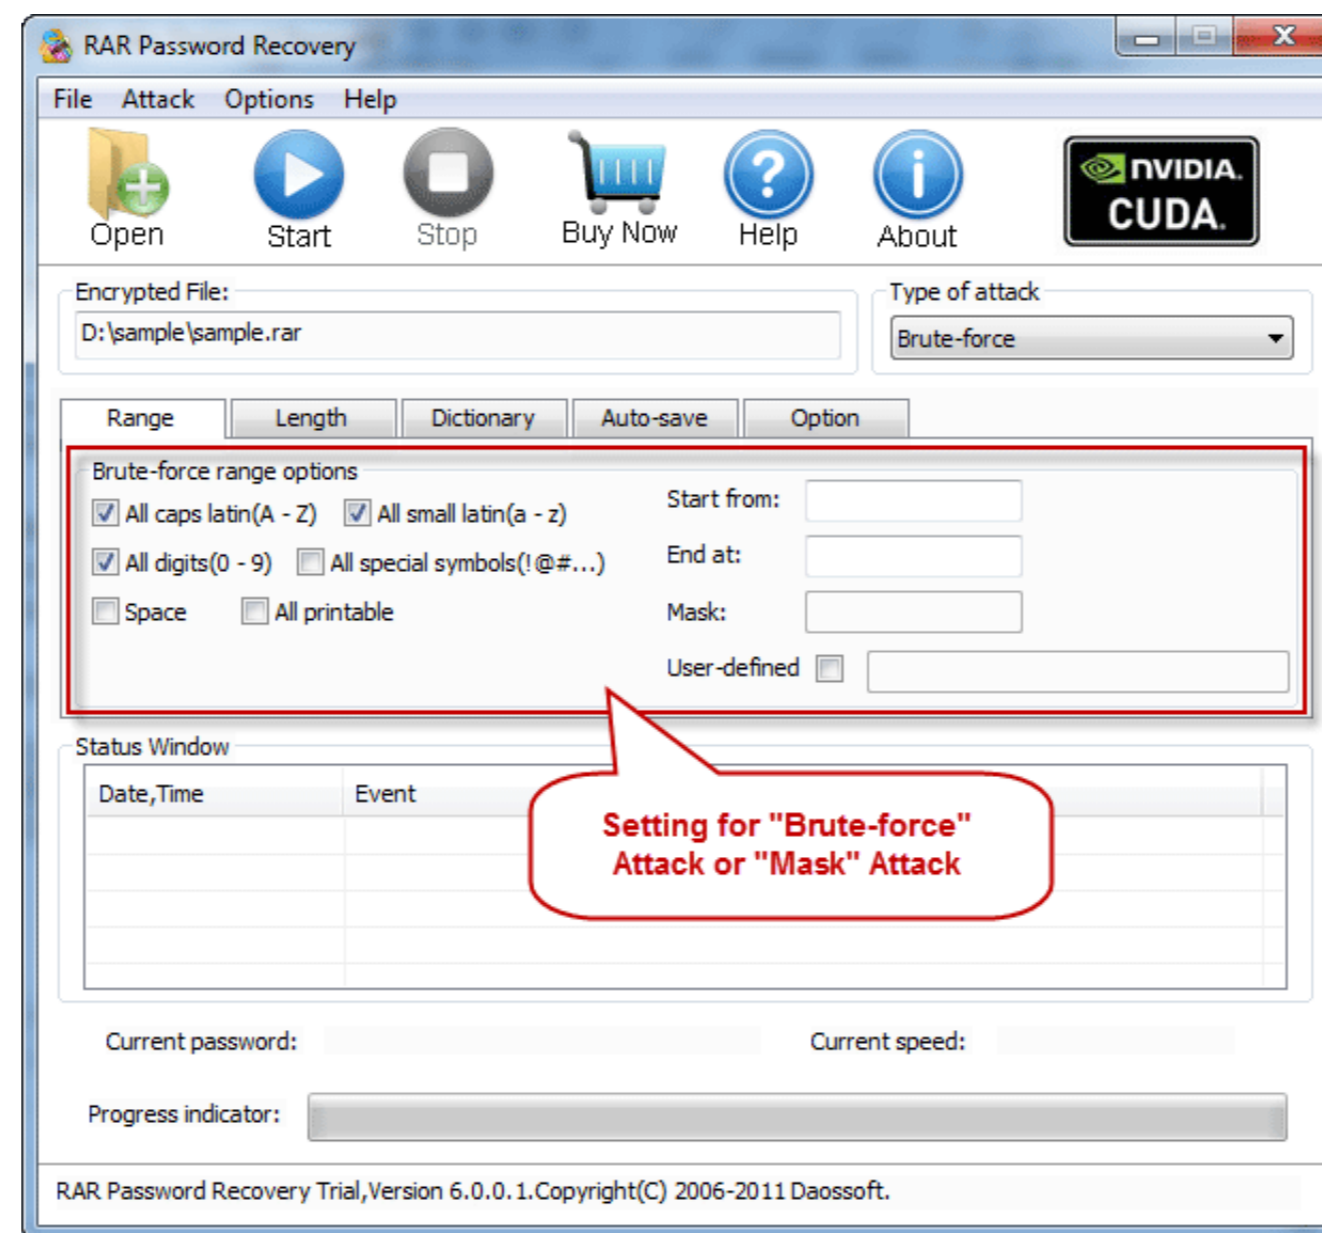 RAR Password Recovery
File Attack Options Help
Open Start Stop Buy Now Help About
NVIDIA.
CUDA.
Encrypted File: Type of attack
D:\sample\sample.rar Brute-force
Range Length Dictionary Auto-save Option
Brute-force range options
All caps latin(A - Z) All small latin(a - z) Start from:
All digits(0 - 9) All special symbols(!@#...) End at:
Space All printable Mask:
User-defined
Status Window
Date,Time Event
Setting for "Brute-force"
Attack or "Mask" Attack
Current password: Current speed:
Progress indicator:
RAR Password Recovery Trial,Version 6.0.0.1.Copyright(C) 2006-2011 Daossoft.